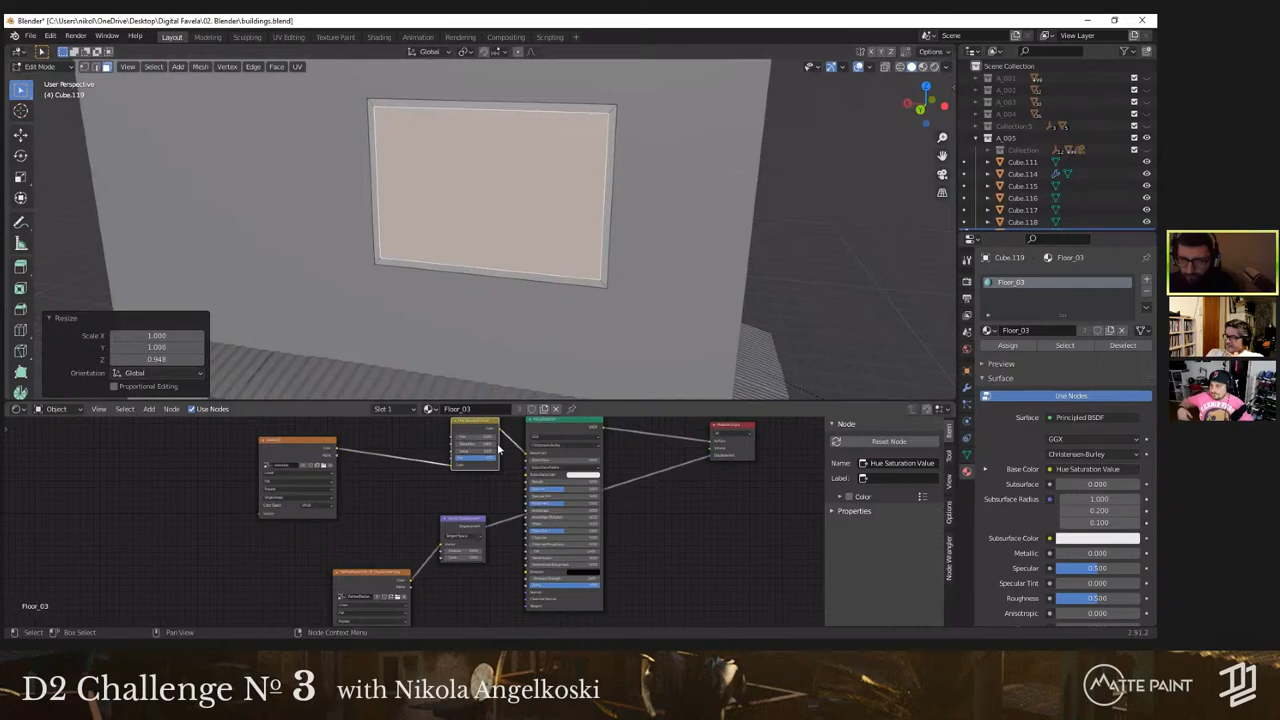 Blender* [C:\Users\nikol\OneDrive\Desktop\Digital Favela\02. Blender\buildings.blend]
File Edit Render Window Help Layout Modeling Sculpting UV Editing Texture Paint Shading Animation Rendering Compositing Scripting +
Scene View Layer
Global Options
Edit Mode View Select Add Mesh Vertex Edge Face UV
User Perspective
(4) Cube.119
Resize
Scale X 1.000
Y 1.000
Z 0.948
Orientation Global
Proportional Editing
Scene Collection
A_001
A_002
A_003
A_004
Collection 5
A_005
Collection
Cube.111
Cube.114
Cube.115
Cube.116
Cube.117
Cube.118
Cube.119 Floor_03
Floor_03
Floor_03
Assign Select Deselect
Preview
Surface
Use Nodes
Surface Principled BSDF
GGX
Christensen-Burley
Base Color Hue Saturation Value
Subsurface 0.000
Subsurface Radius 1.000
0.200
0.100
Subsurface Color
Metallic 0.000
Specular 0.500
Specular Tint 0.000
Roughness 0.500
Anisotropic 0.000
Object View Select Add Node Use Nodes Slot 1 Floor_03
Node
Reset Node
Name: Hue Saturation Value
Label:
Color
Properties
Item
Tool
View
Options
Node Wrangler
Floor_03
Select Box Select Pan View Node Context Menu 2.91.2
D2 Challenge Nº 3 with Nikola Angelkoski
MATTE PAINT